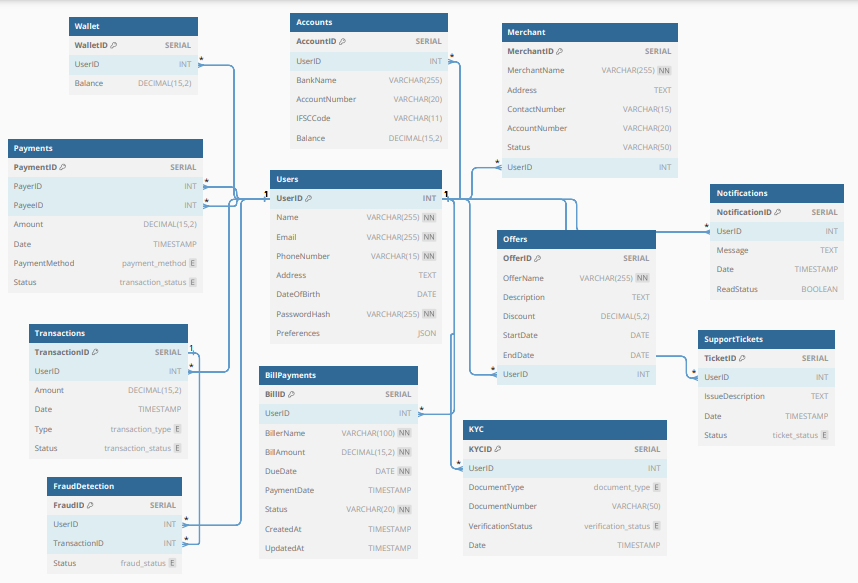 Wallet
WalletID SERIAL
UserID INT
Balance DECIMAL(15,2)
Accounts
AccountID SERIAL
UserID INT
BankName VARCHAR(255)
AccountNumber VARCHAR(20)
IFSCCode VARCHAR(11)
Balance DECIMAL(15,2)
Merchant
MerchantID SERIAL
MerchantName VARCHAR(255) NN
Address TEXT
ContactNumber VARCHAR(15)
AccountNumber VARCHAR(20)
Status VARCHAR(50)
UserID INT
Payments
PaymentID SERIAL
PayerID INT
PayeeID INT
Amount DECIMAL(15,2)
Date TIMESTAMP
PaymentMethod payment_method E
Status transaction_status E
Users
UserID INT
Name VARCHAR(255) NN
Email VARCHAR(255) NN
PhoneNumber VARCHAR(15) NN
Address TEXT
DateOfBirth DATE
PasswordHash VARCHAR(255) NN
Preferences JSON
Notifications
NotificationID SERIAL
UserID INT
Message TEXT
Date TIMESTAMP
ReadStatus BOOLEAN
Offers
OfferID SERIAL
OfferName VARCHAR(255) NN
Description TEXT
Discount DECIMAL(5,2)
StartDate DATE
EndDate DATE
UserID INT
Transactions
TransactionID SERIAL
UserID INT
Amount DECIMAL(15,2)
Date TIMESTAMP
Type transaction_type E
Status transaction_status E
SupportTickets
TicketID SERIAL
UserID INT
IssueDescription TEXT
Date TIMESTAMP
Status ticket_status E
BillPayments
BillID SERIAL
UserID INT
BillerName VARCHAR(100) NN
BillAmount DECIMAL(15,2) NN
DueDate DATE NN
PaymentDate TIMESTAMP
Status VARCHAR(20) NN
CreatedAt TIMESTAMP
UpdatedAt TIMESTAMP
KYC
KYCID SERIAL
UserID INT
DocumentType document_type E
DocumentNumber VARCHAR(50)
VerificationStatus verification_status E
Date TIMESTAMP
FraudDetection
FraudID SERIAL
UserID INT
TransactionID INT
Status fraud_status E
*
*
*
*
*
1
1
*
1
*
*
*
*
*
*
*